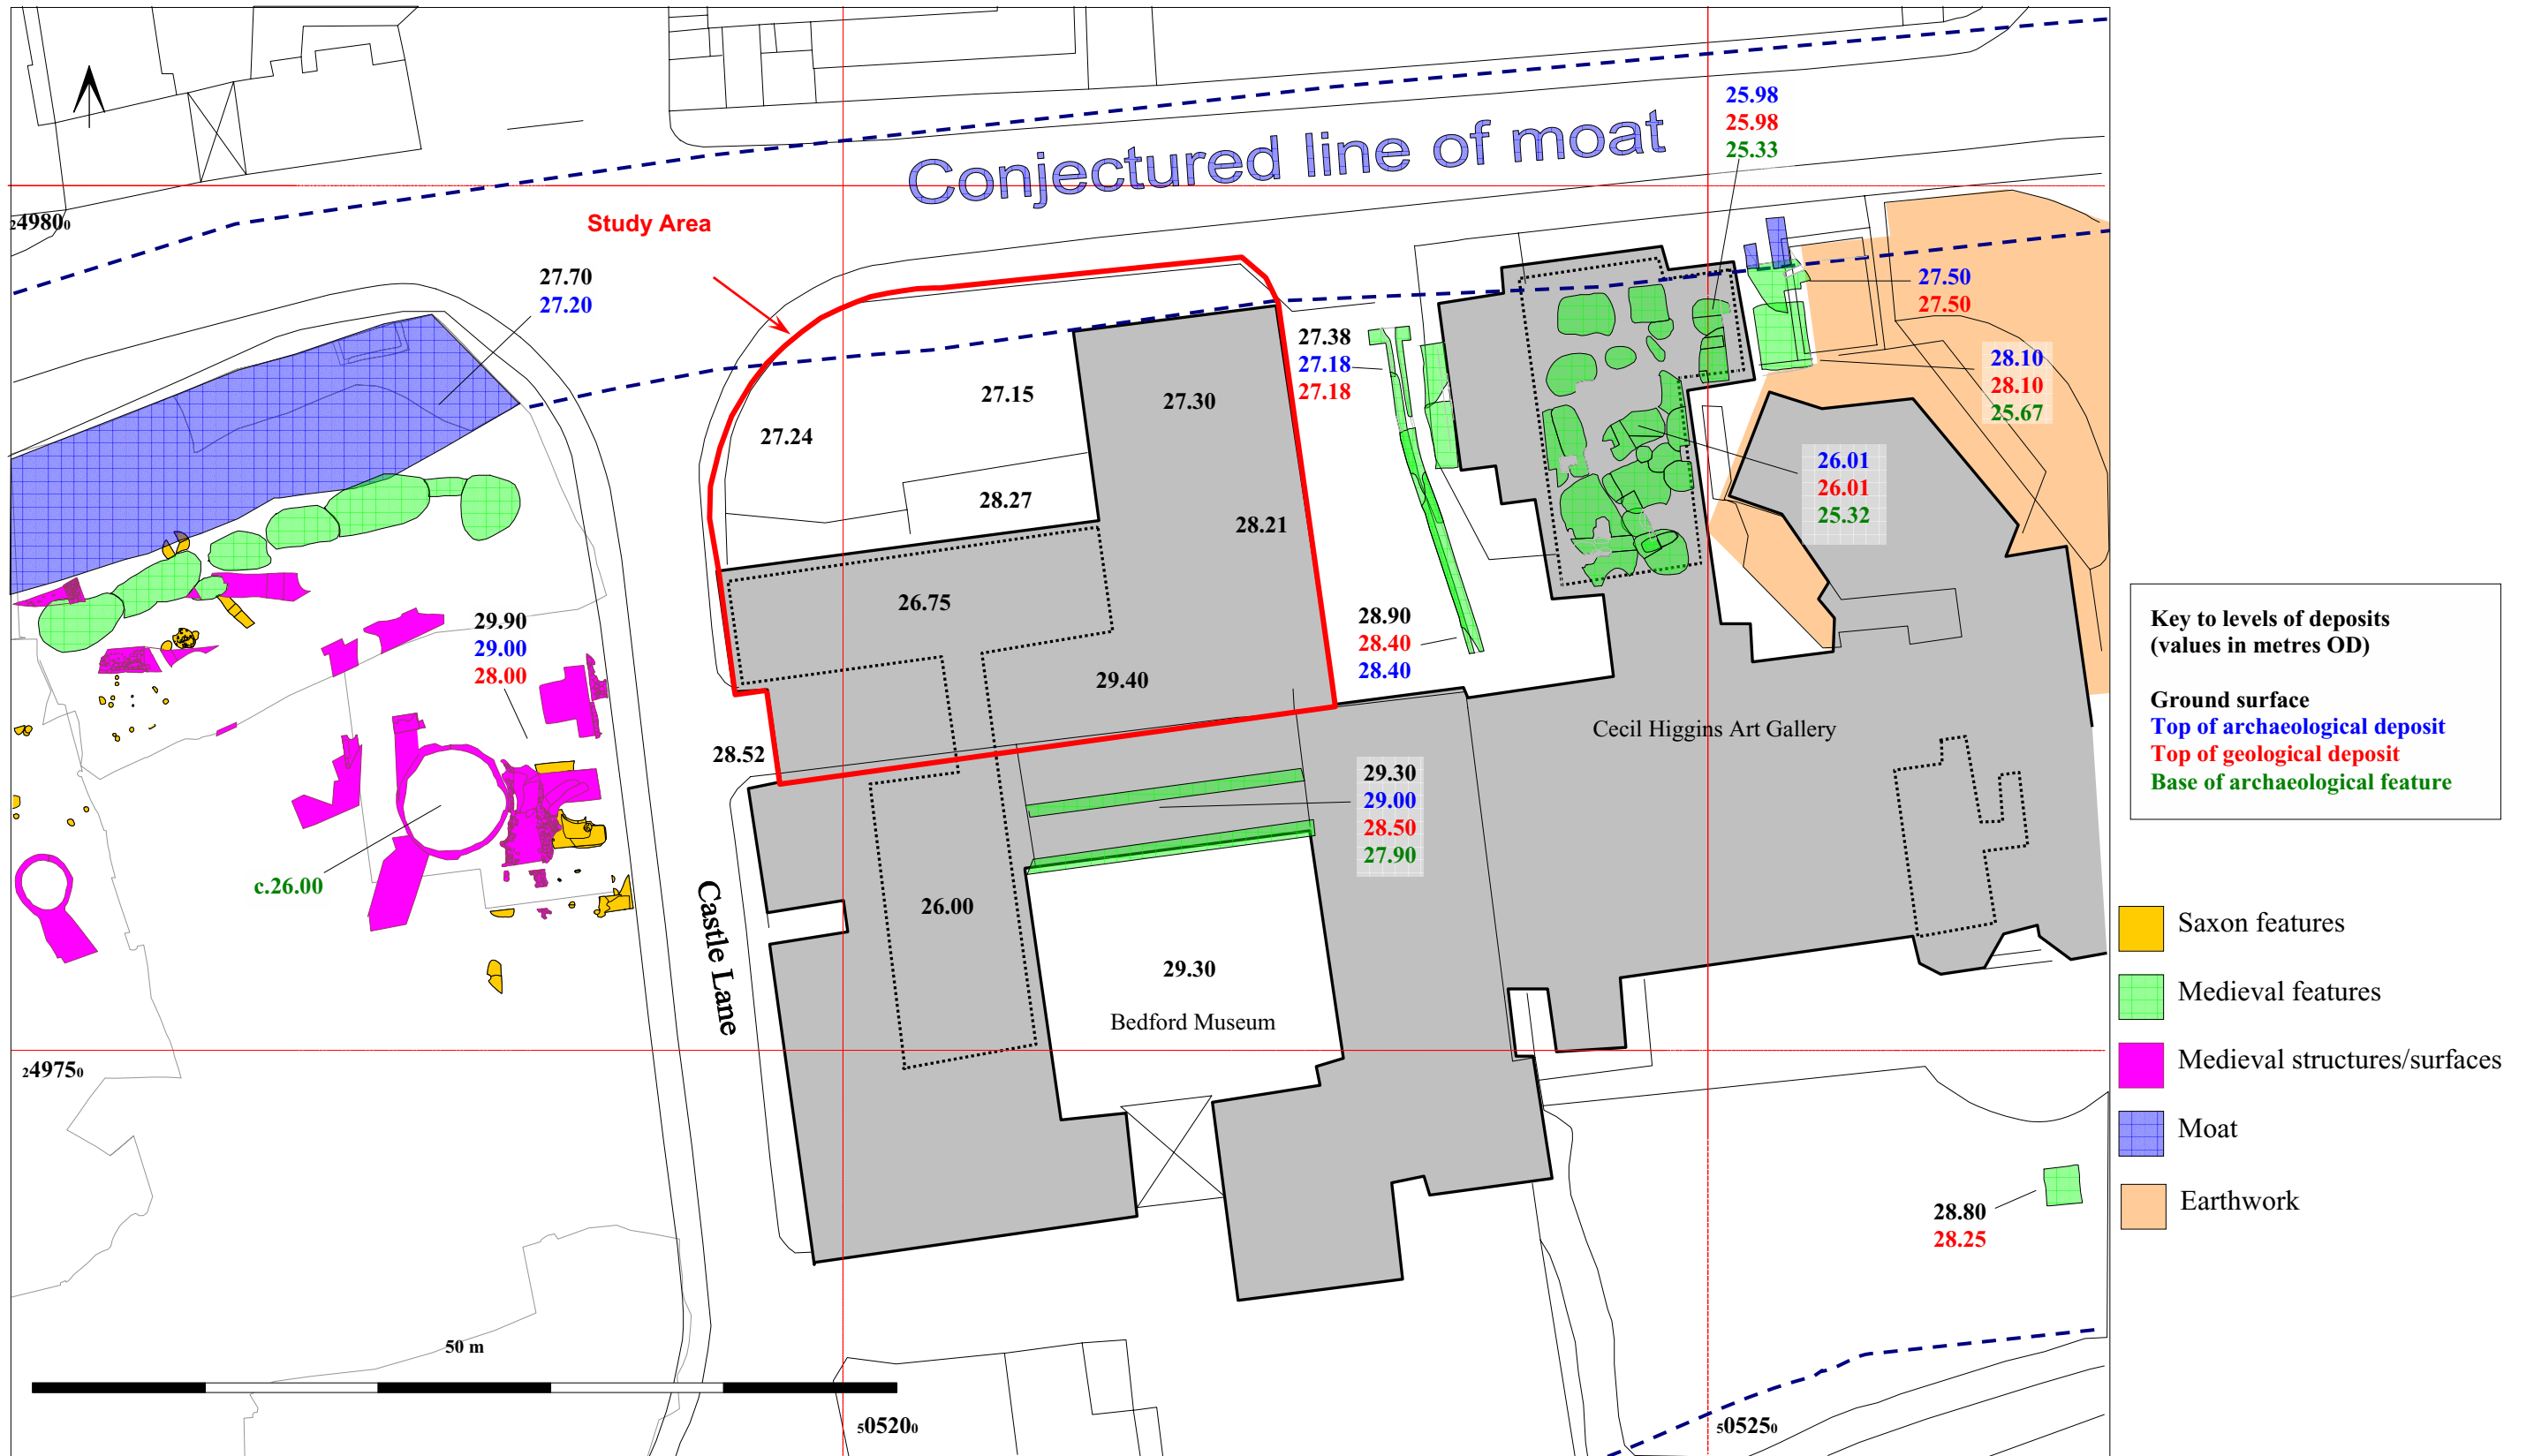 25.98
25.98
25.33
Conjectured line of moat
249800
Study Area
27.70
27.20
27.50
27.50
27.38
27.18
27.18
28.10
28.10
25.67
27.15
27.30
27.24
26.01
26.01
25.32
28.27
28.21
26.75
29.90
29.00
28.00
28.90
28.40
28.40
29.40
Key to levels of deposits
(values in metres OD)
Ground surface
Top of archaeological deposit
Top of geological deposit
Base of archaeological feature
Cecil Higgins Art Gallery
28.52
29.30
29.00
28.50
27.90
c.26.00
26.00
Castle Lane
29.30
Bedford Museum
Saxon features
Medieval features
Medieval structures/surfaces
Moat
Earthwork
249750
28.80
28.25
50 m
505200
505250